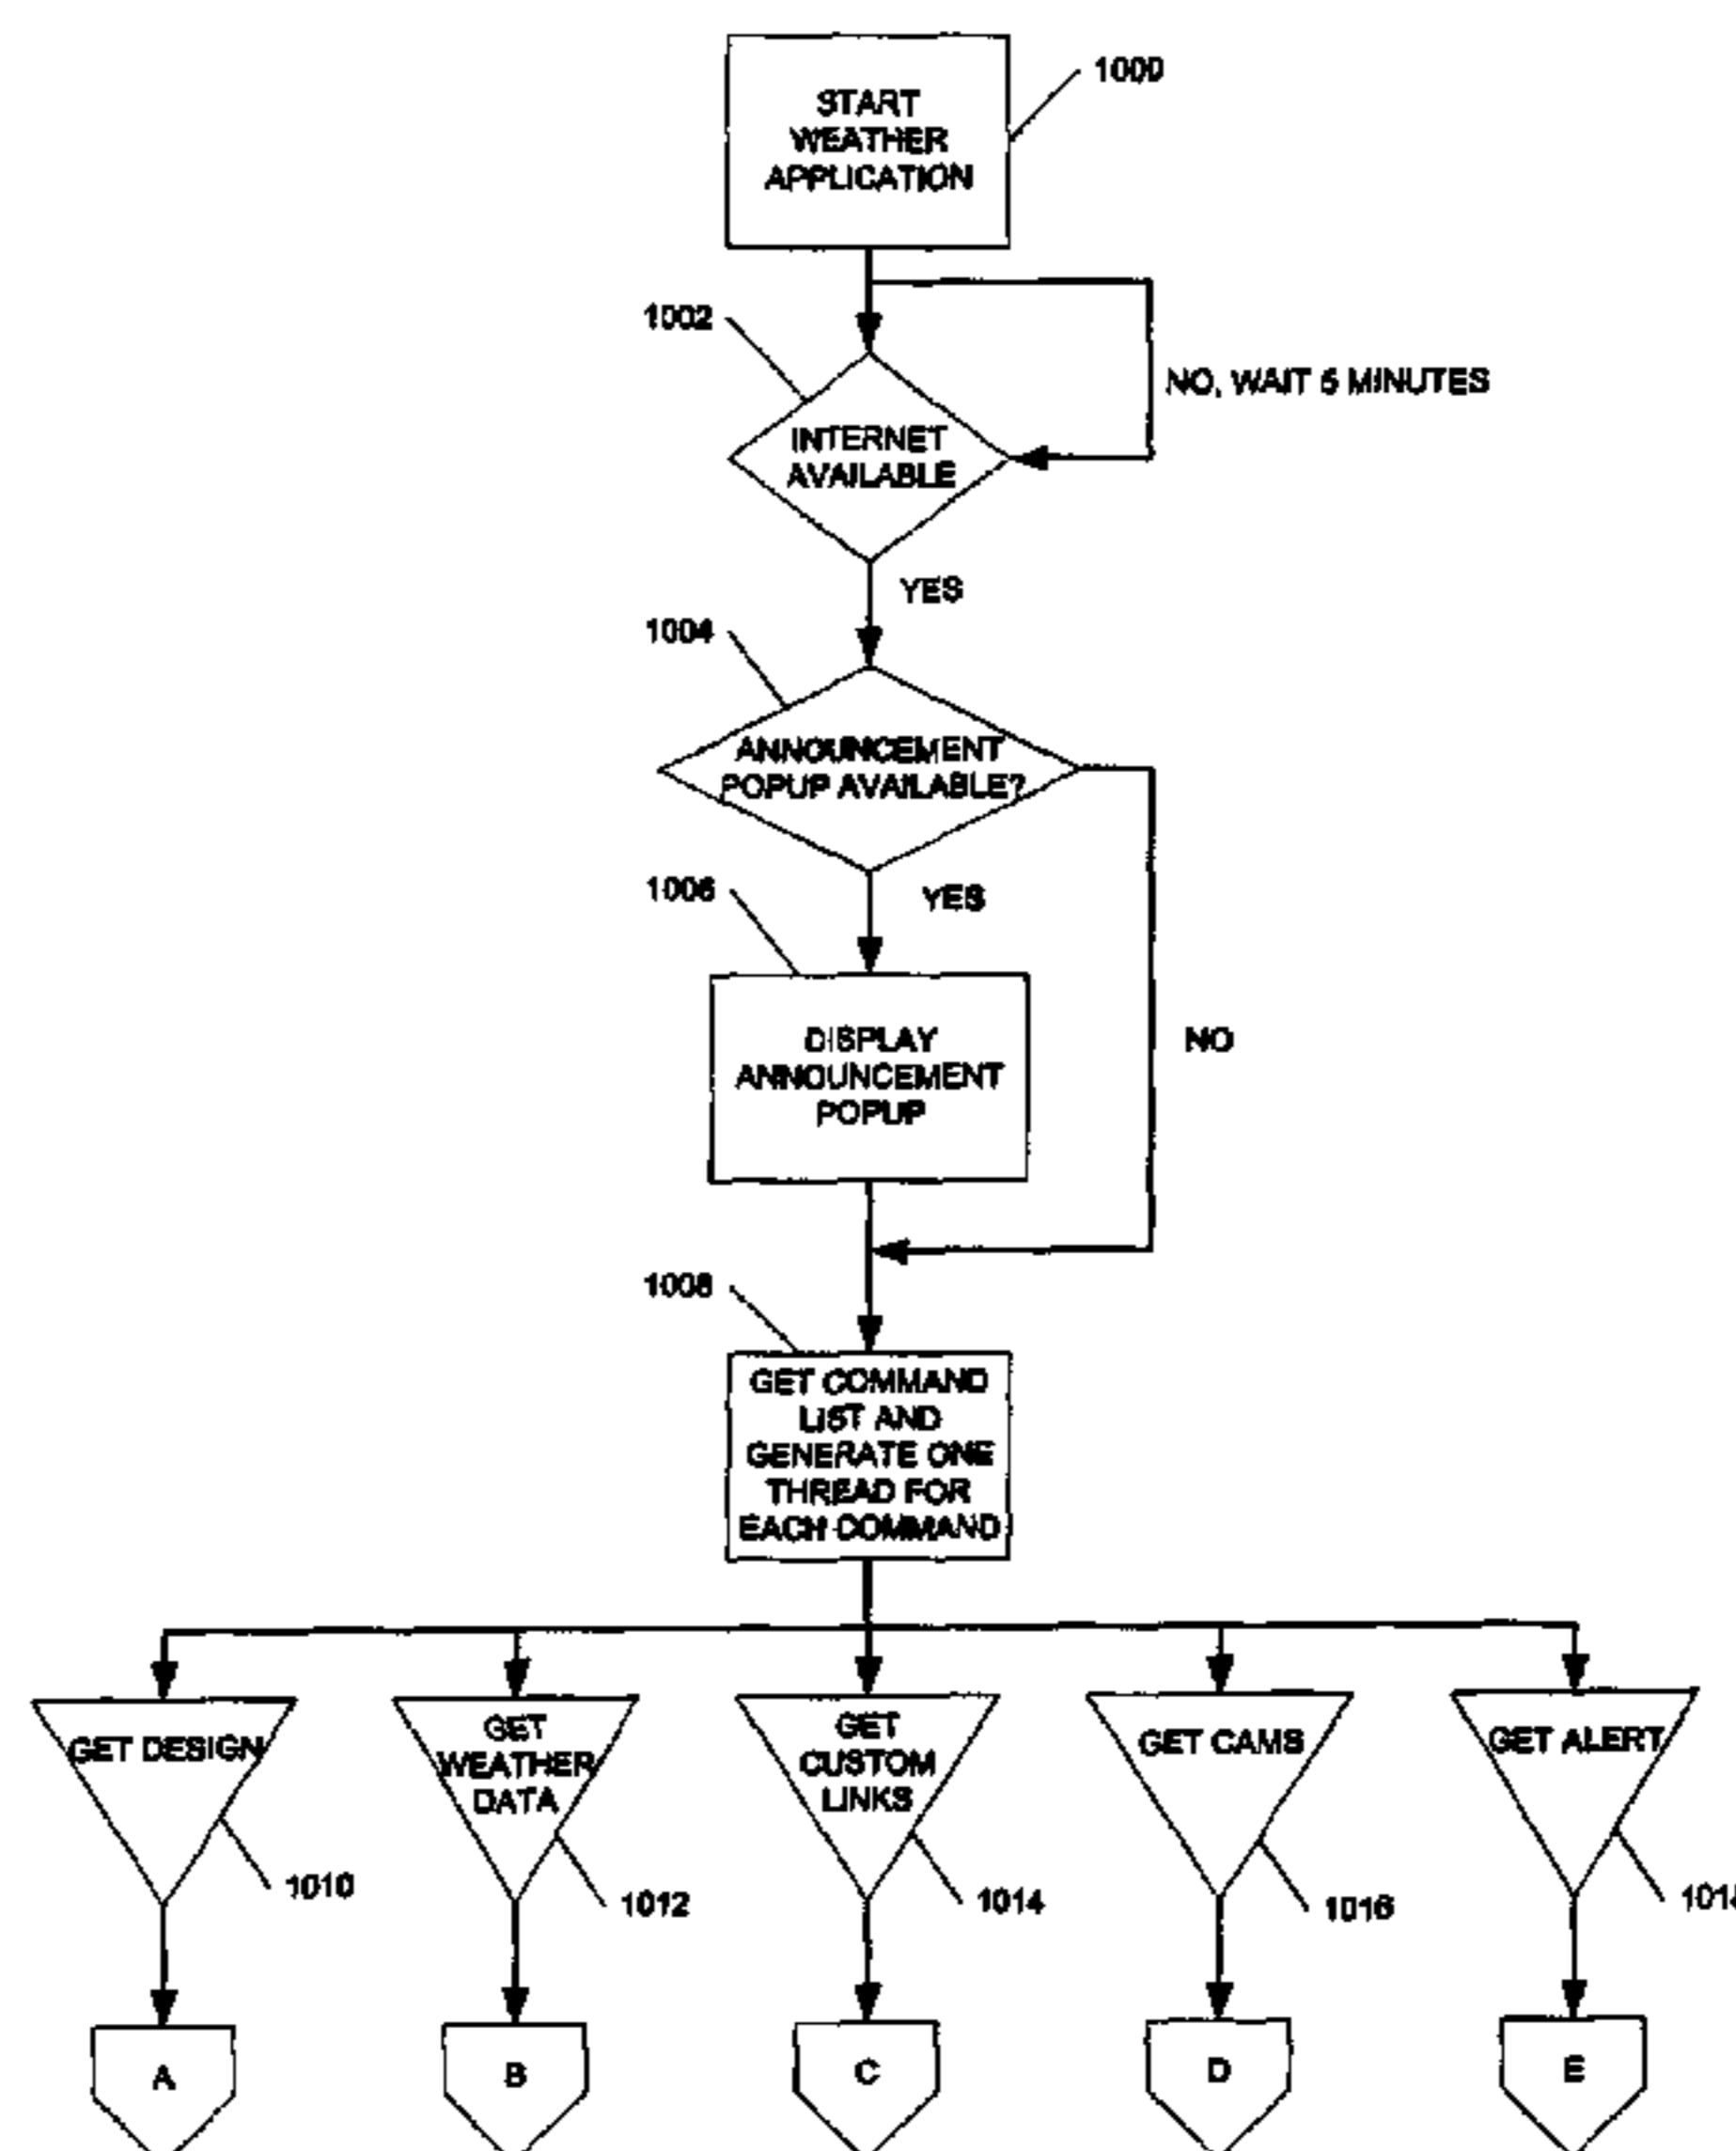 START
WEATHER
APPLICATION
1000
1002
NO, WAIT 5 MINUTES
INTERNET
AVAILABLE
YES
1004
ANNOUNCEMENT
POPUP AVAILABLE?
1006
YES
DISPLAY
ANNOUNCEMENT
POPUP
NO
1008
GET COMMAND
LIST AND
GENERATE ONE
THREAD FOR
EACH COMMAND
GET DESIGN
GET
WEATHER
DATA
GET
CUSTOM
LINKS
GET CAMS
GET ALERT
1010
1012
1014
1016
A
B
C
D
E